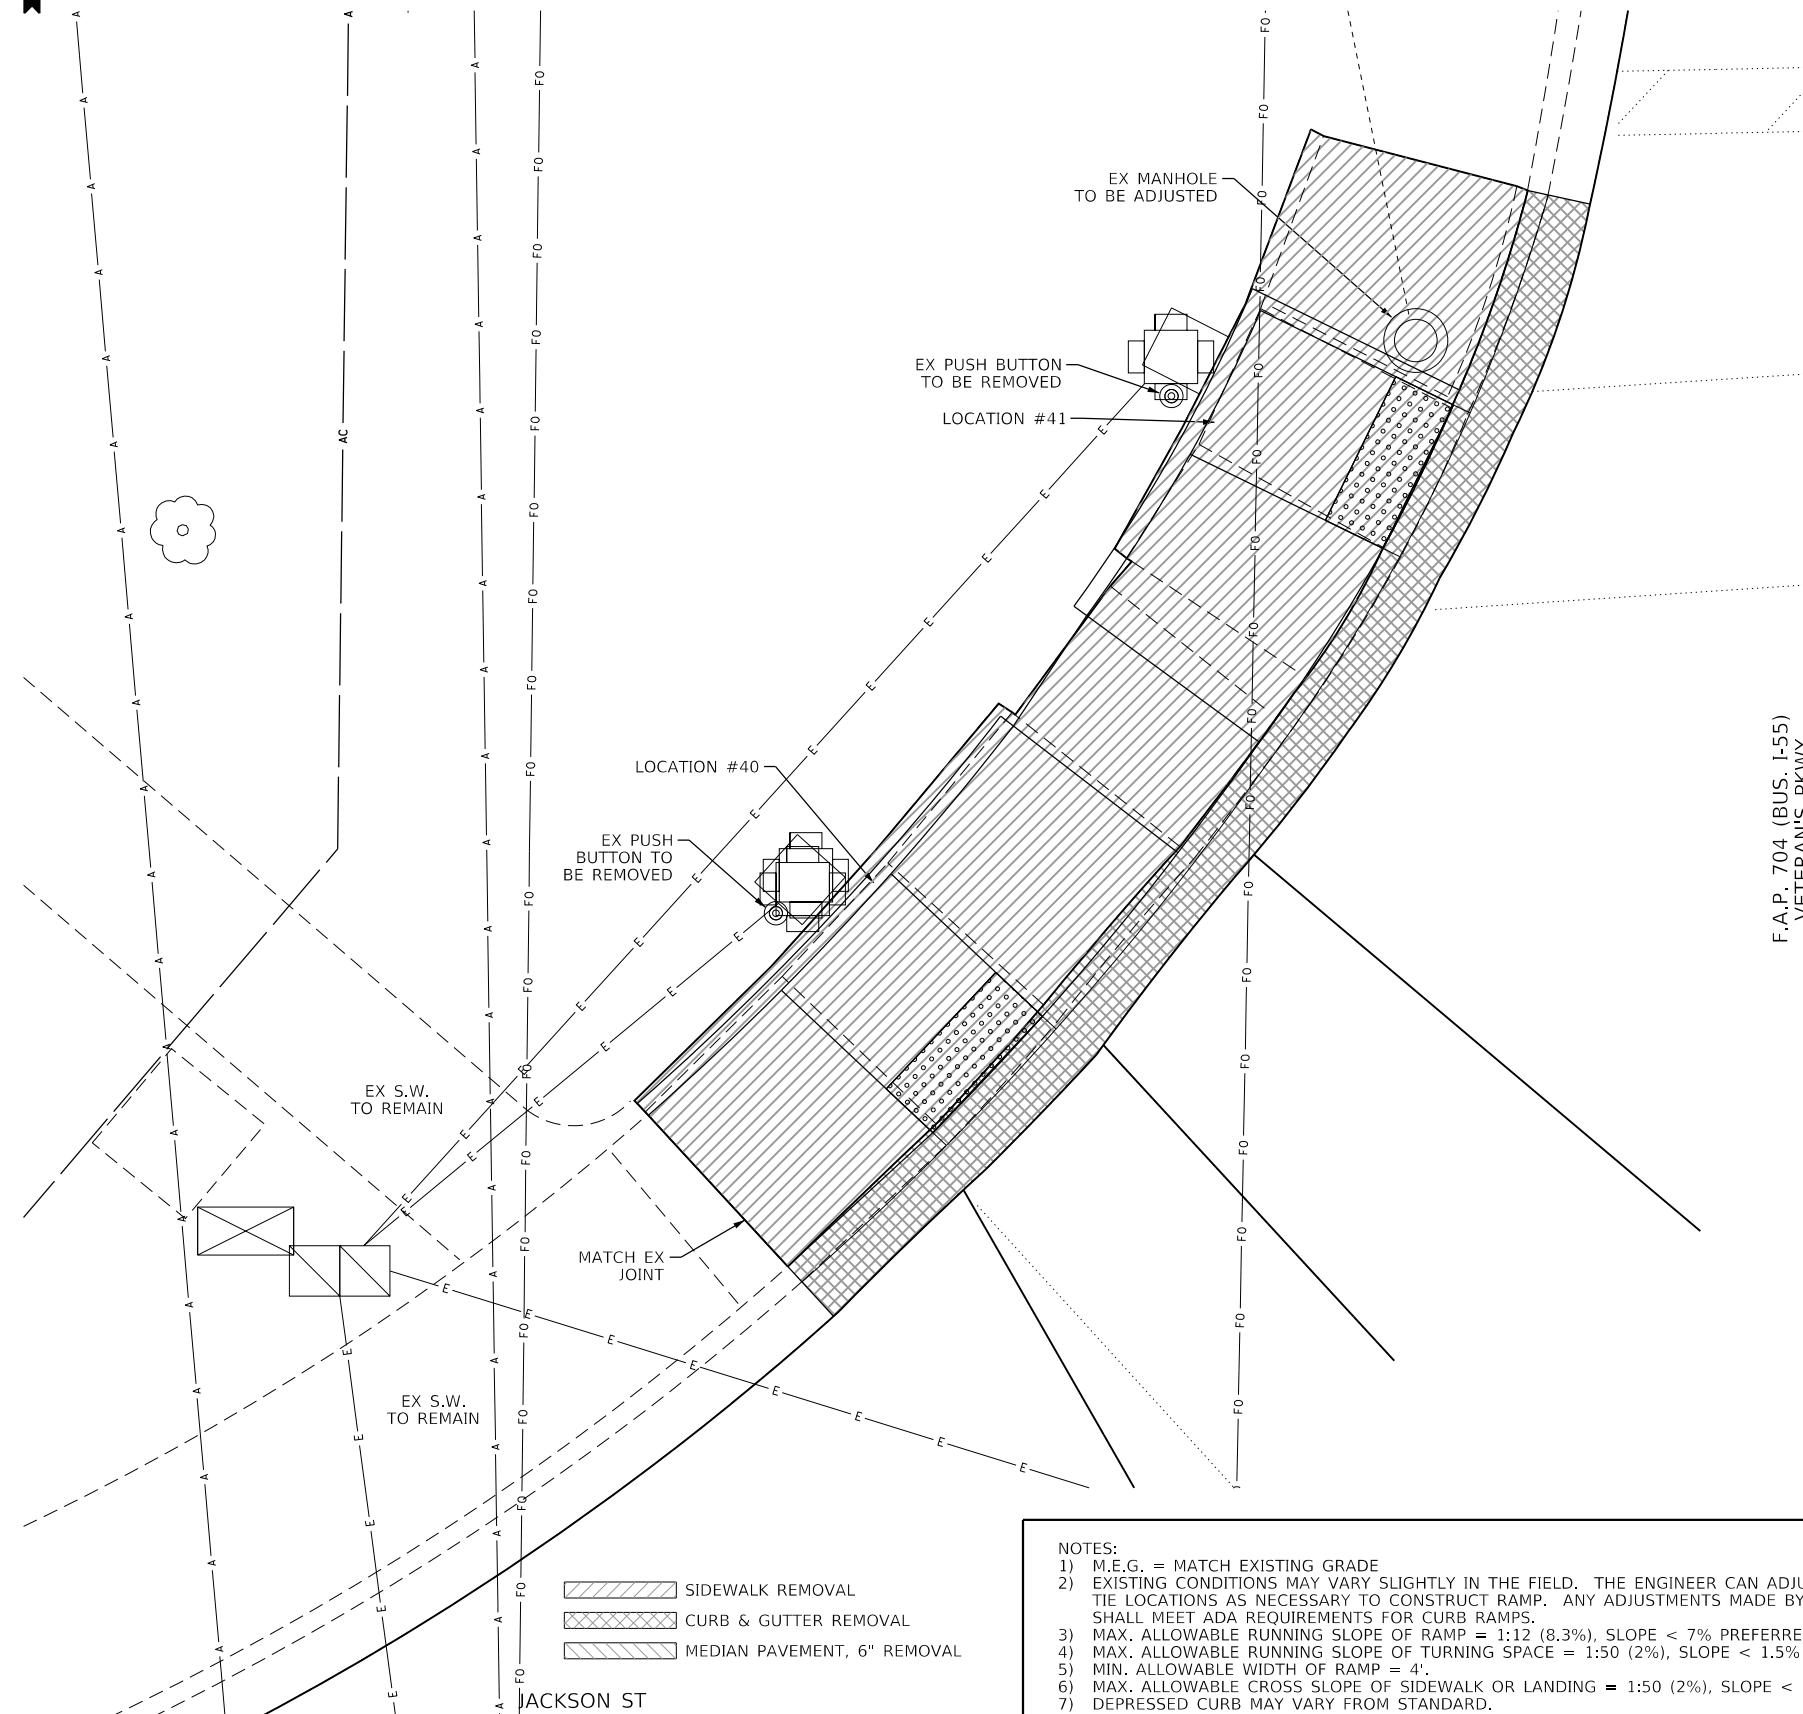 EX MANHOLE
TO BE ADJUSTED
EX PUSH BUTTON
TO BE REMOVED
LOCATION #41
LOCATION #40
EX PUSH
BUTTON TO
BE REMOVED
F.A.P. 704 (BUS. I-55)
VETERAN'S PKWY
EX S.W.
TO REMAIN
MATCH EX
JOINT
EX S.W.
TO REMAIN
SIDEWALK REMOVAL
CURB & GUTTER REMOVAL
MEDIAN PAVEMENT, 6" REMOVAL
JACKSON ST
NOTES:
1) M.E.G. = MATCH EXISTING GRADE
2) EXISTING CONDITIONS MAY VARY SLIGHTLY IN THE FIELD. THE ENGINEER CAN ADJU
TIE LOCATIONS AS NECESSARY TO CONSTRUCT RAMP. ANY ADJUSTMENTS MADE BY
SHALL MEET ADA REQUIREMENTS FOR CURB RAMPS.
3) MAX. ALLOWABLE RUNNING SLOPE OF RAMP = 1:12 (8.3%), SLOPE < 7% PREFERRE
4) MAX. ALLOWABLE RUNNING SLOPE OF TURNING SPACE = 1:50 (2%), SLOPE < 1.5%
5) MIN. ALLOWABLE WIDTH OF RAMP = 4'.
6) MAX. ALLOWABLE CROSS SLOPE OF SIDEWALK OR LANDING = 1:50 (2%), SLOPE <
7) DEPRESSED CURB MAY VARY FROM STANDARD.